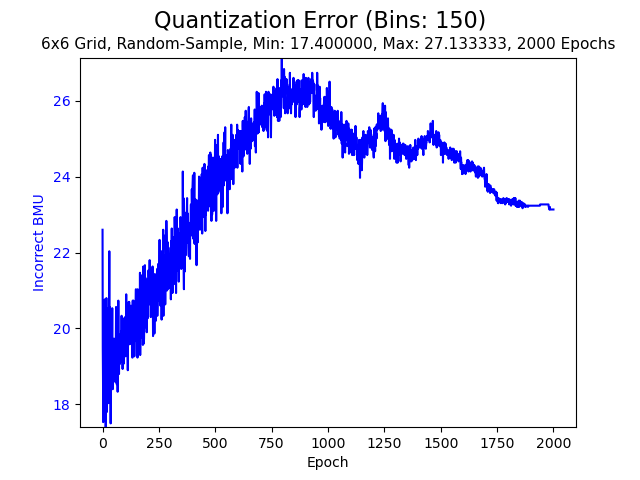 Quantization Error (Bins: 150)
6x6 Grid, Random-Sample, Min: 17.400000, Max: 27.133333, 2000 Epochs
26
24
22
20
18
Incorrect BMU
0 250 500 750 1000 1250 1500 1750 2000
Epoch